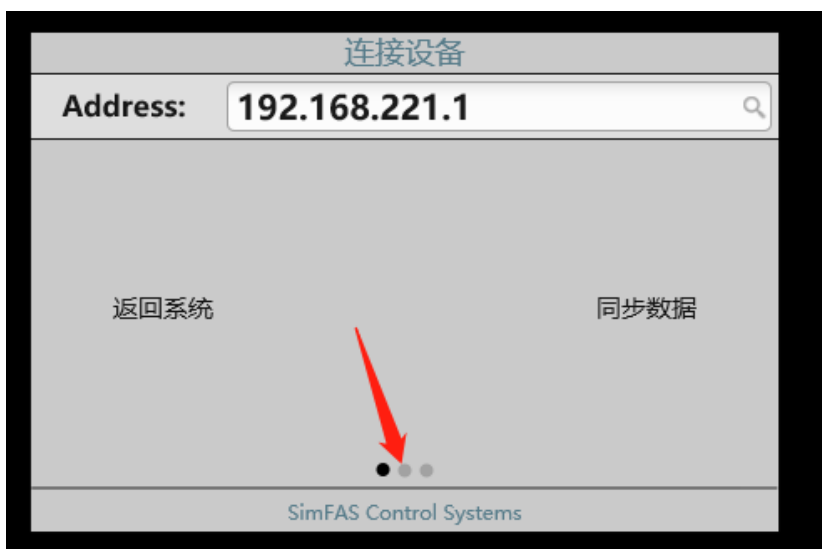 连接设备
Address: 192.168.221.1
返回系统 同步数据
SimFAS Control Systems